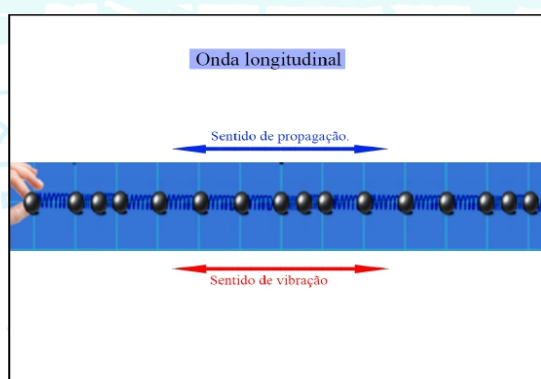 Onda longitudinal
Sentido de propagação.
Sentido de vibração